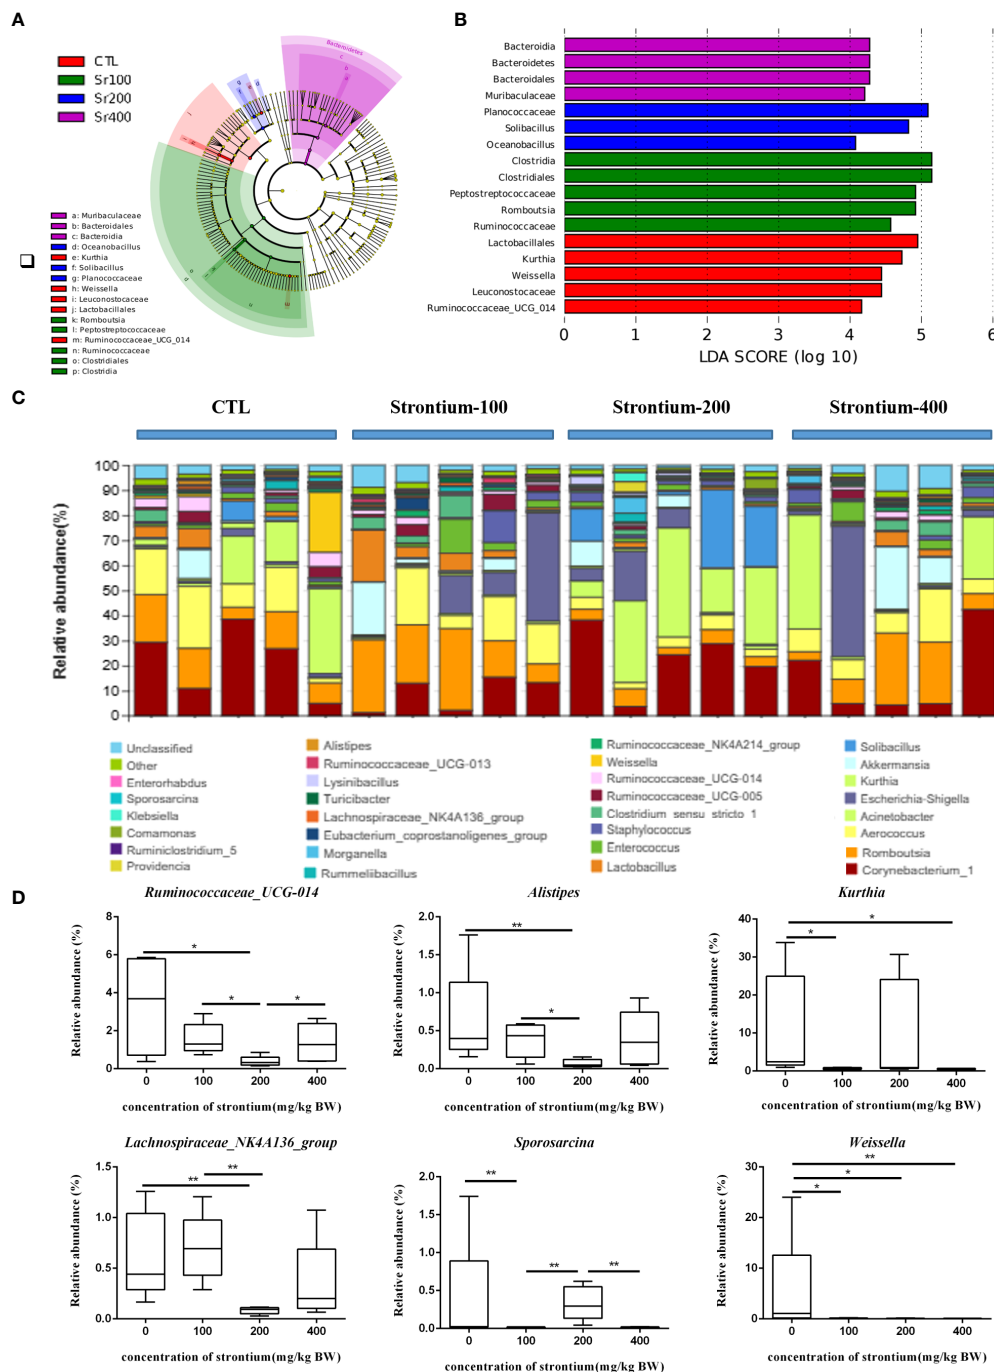 A
CTL
Sr100
Sr200
Sr400
Bacteroidetes
a: Muribaculaceae
b: Bacteroidales
c: Bacteroidia
d: Oceanobacillus
e: Kurthia
f: Solibacillus
g: Planococcaceae
h: Weissella
i: Leuconostocaceae
j: Lactobacillales
k: Romboutsia
l: Peptostreptococcaceae
m: Ruminococcaceae_UCG_014
n: Ruminococcaceae
o: Clostridiales
p: Clostridia
B
Bacteroidia
Bacteroidetes
Bacteroidales
Muribaculaceae
Planococcaceae
Solibacillus
Oceanobacillus
Clostridia
Clostridiales
Peptostreptococcaceae
Romboutsia
Ruminococcaceae
Lactobacillales
Kurthia
Weissella
Leuconostocaceae
Ruminococcaceae_UCG_014
0 1 2 3 4 5 6
LDA SCORE (log 10)
C
CTL Strontium-100 Strontium-200 Strontium-400
Relative abundance(%)
100
90
80
70
60
50
40
30
20
10
0
Unclassified
Other
Enterorhabdus
Sporosarcina
Klebsiella
Comamonas
Ruminiclostridium_5
Providencia
Alistipes
Ruminococcaceae_UCG-013
Lysinibacillus
Turicibacter
Lachnospiraceae_NK4A136_group
Eubacterium_coprostanoligenes_group
Morganella
Rummeliibacillus
Ruminococcaceae_NK4A214_group
Weissella
Ruminococcaceae_UCG-014
Ruminococcaceae_UCG-005
Clostridium_sensu_stricto_1
Staphylococcus
Enterococcus
Lactobacillus
Solibacillus
Akkermansia
Kurthia
Escherichia-Shigella
Acinetobacter
Aerococcus
Romboutsia
Corynebacterium_1
D
Ruminococcaceae_UCG-014
Relative abundance (%)
8
6
4
2
0
* * *
0 100 200 400
concentration of strontium(mg/kg BW)
Alistipes
Relative abundance (%)
2.0
1.5
1.0
0.5
0.0
** *
0 100 200 400
concentration of strontium(mg/kg BW)
Kurthia
Relative abundance (%)
40
30
20
10
0
* *
0 100 200 400
concentration of strontium(mg/kg BW)
Lachnospiraceae_NK4A136_group
Relative abundance (%)
1.5
1.0
0.5
0.0
** **
0 100 200 400
concentration of strontium(mg/kg BW)
Sporosarcina
Relative abundance (%)
2.0
1.5
1.0
0.5
0.0
** ** **
0 100 200 400
concentration of strontium(mg/kg BW)
Weissella
Relative abundance (%)
30
20
10
0
** * *
0 100 200 400
concentration of strontium(mg/kg BW)